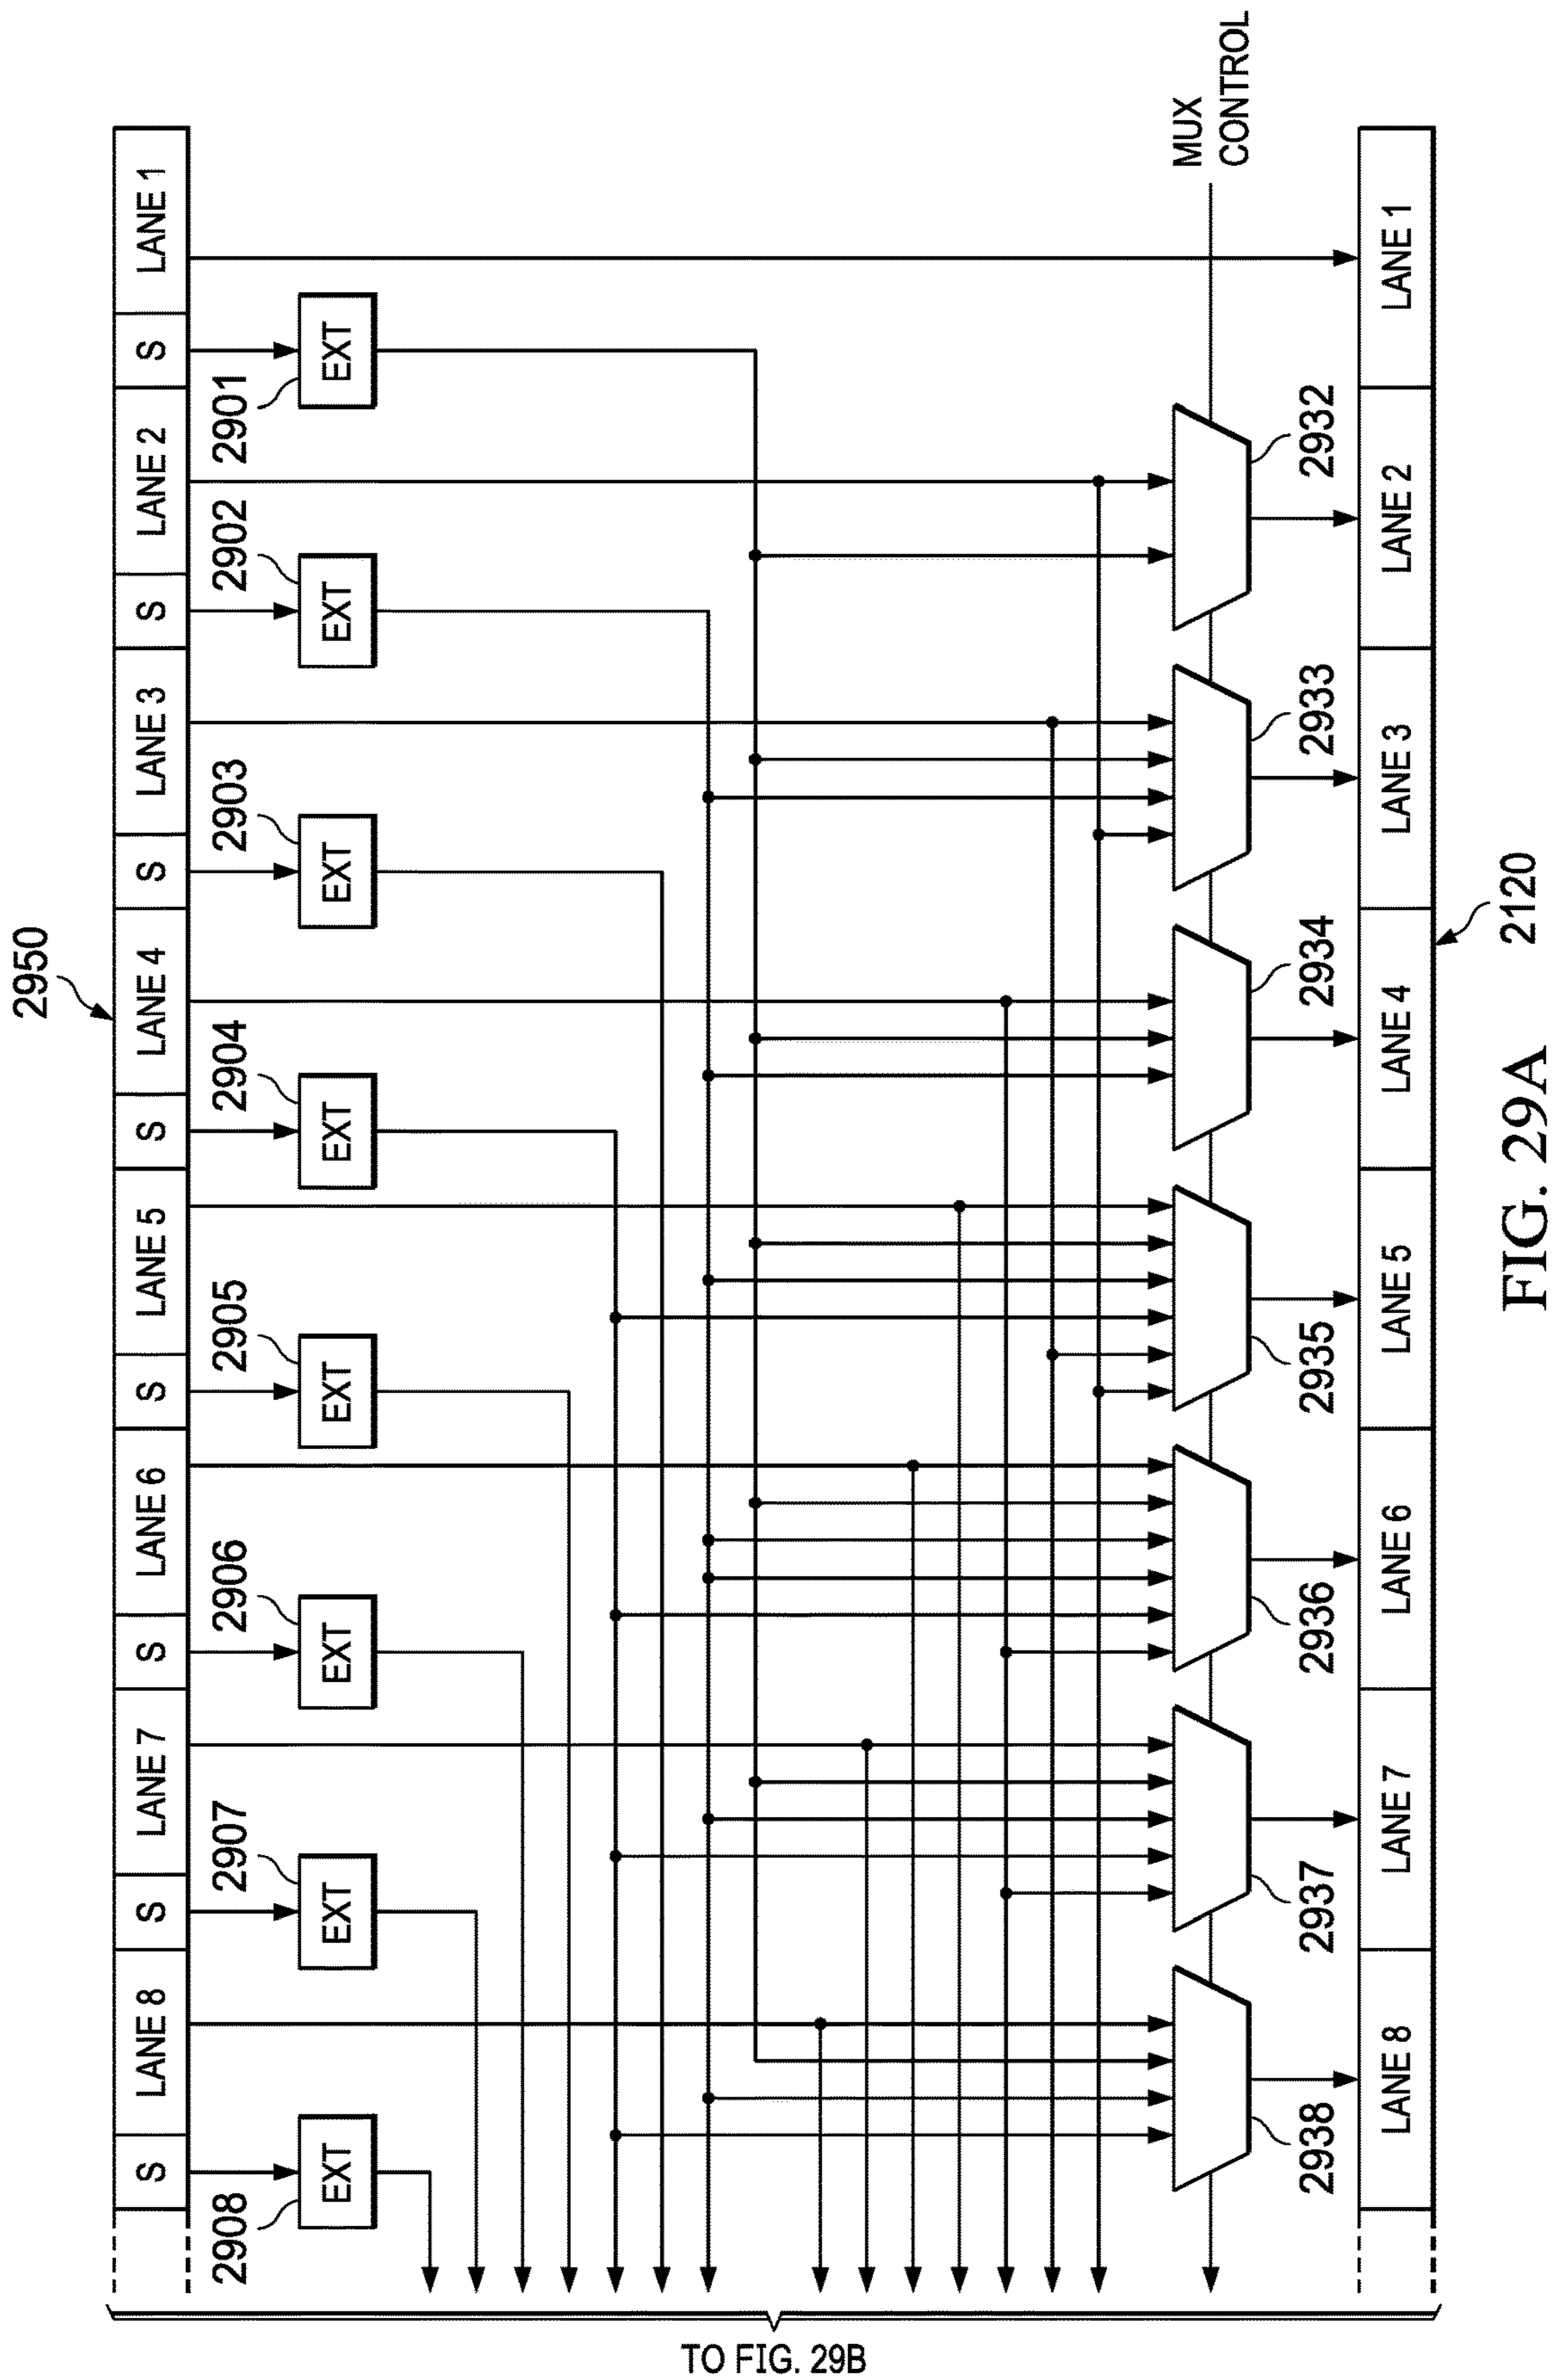 2950
LANE 8
S
LANE 7
S
LANE 6
S
LANE 5
S
LANE 4
S
LANE 3
S
LANE 2
S
LANE 1
S
2908
2907
2906
2905
2904
2903
2902
2901
EXT
EXT
EXT
EXT
EXT
EXT
EXT
EXT
TO FIG. 29B
MUX
CONTROL
2938
2937
2936
2935
2934
2933
2932
LANE 8
LANE 7
LANE 6
LANE 5
LANE 4
LANE 3
LANE 2
LANE 1
2120
FIG. 29A